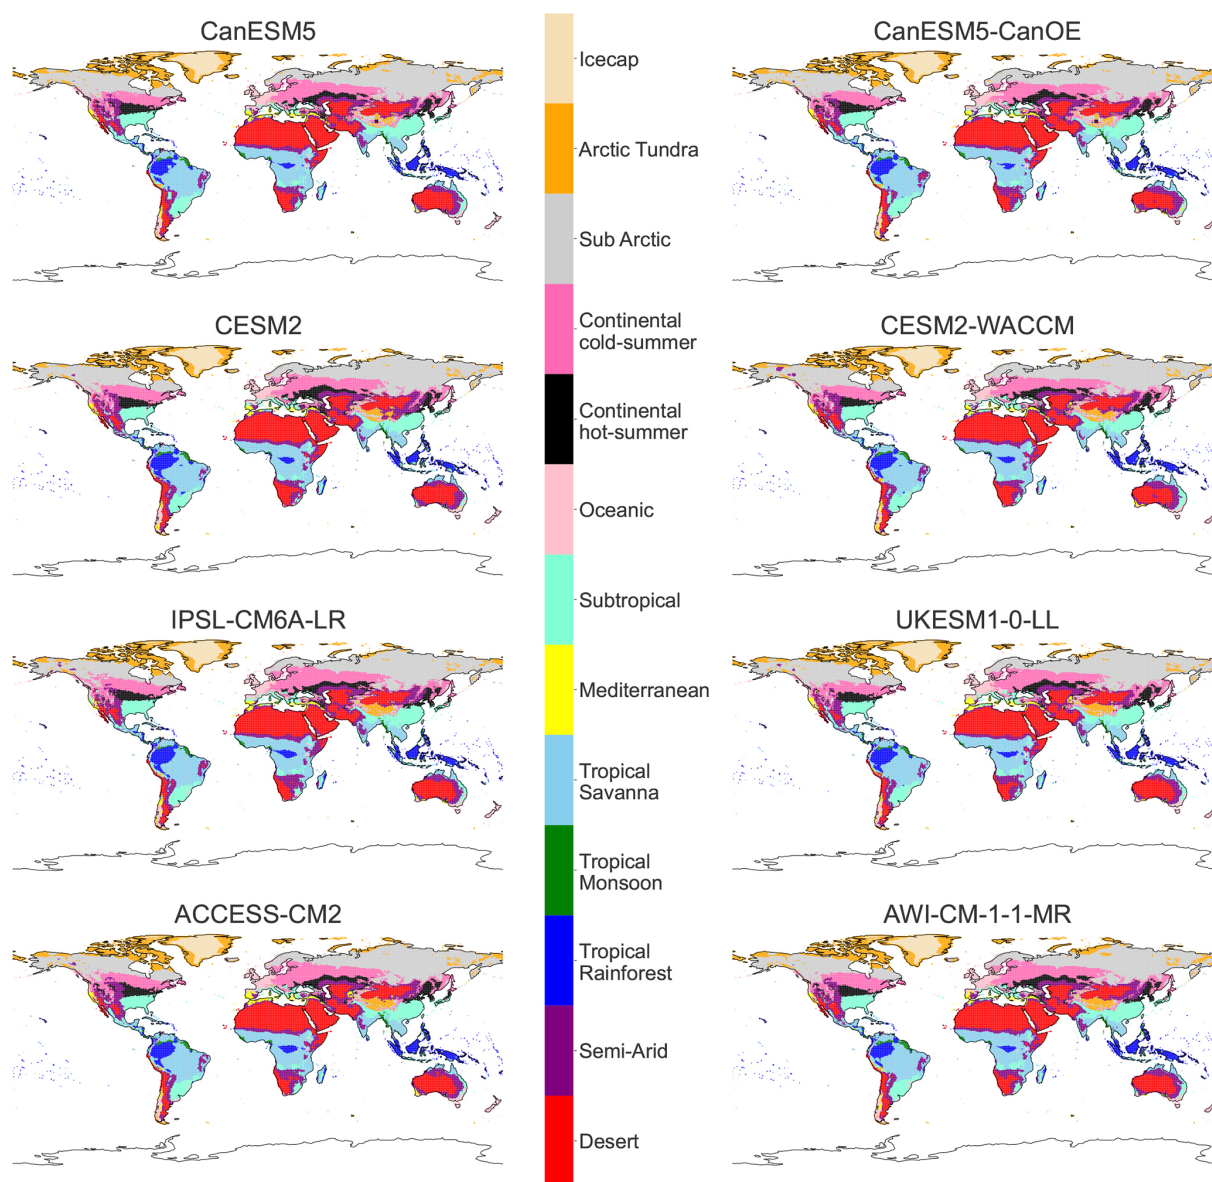 CanESM5
CanESM5-CanOE
CESM2
CESM2-WACCM
IPSL-CM6A-LR
UKESM1-0-LL
ACCESS-CM2
AWI-CM-1-1-MR
Icecap
Arctic Tundra
Sub Arctic
Continental
cold-summer
Continental
hot-summer
Oceanic
Subtropical
Mediterranean
Tropical
Savanna
Tropical
Monsoon
Tropical
Rainforest
Semi-Arid
Desert